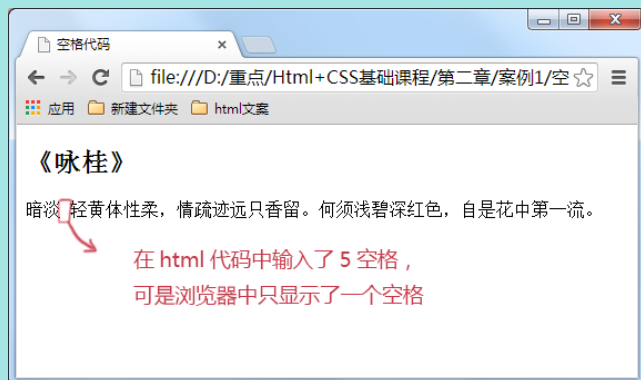 空格代码
file:///D:/重点/Html+CSS基础课程/第二章/案例1/空
应用 新建文件夹 html文案
《咏桂》
暗淡 轻黄体性柔，情疏迹远只香留。何须浅碧深红色，自是花中第一流。
在 html 代码中输入了 5 空格，
可是浏览器中只显示了一个空格